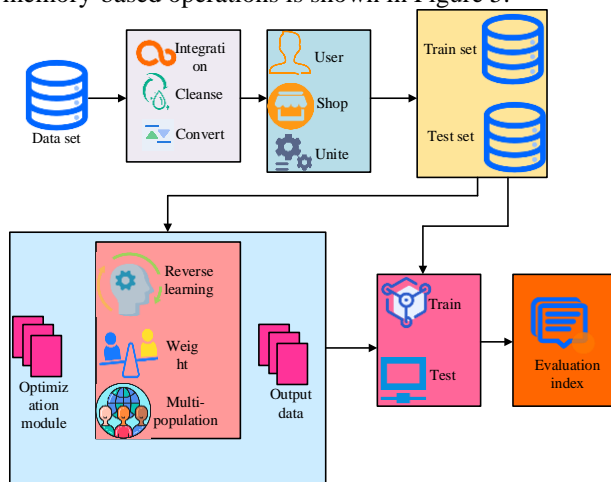 memory-based operations is shown in Figure 3.
Integrati
on
Cleanse
Convert
Data set
User
Shop
Unite
Train set
Test set
Reverse
learning
Weig
ht
Multi-
population
Optimiz
ation module
Output
data
Train
Test
Evaluation
index